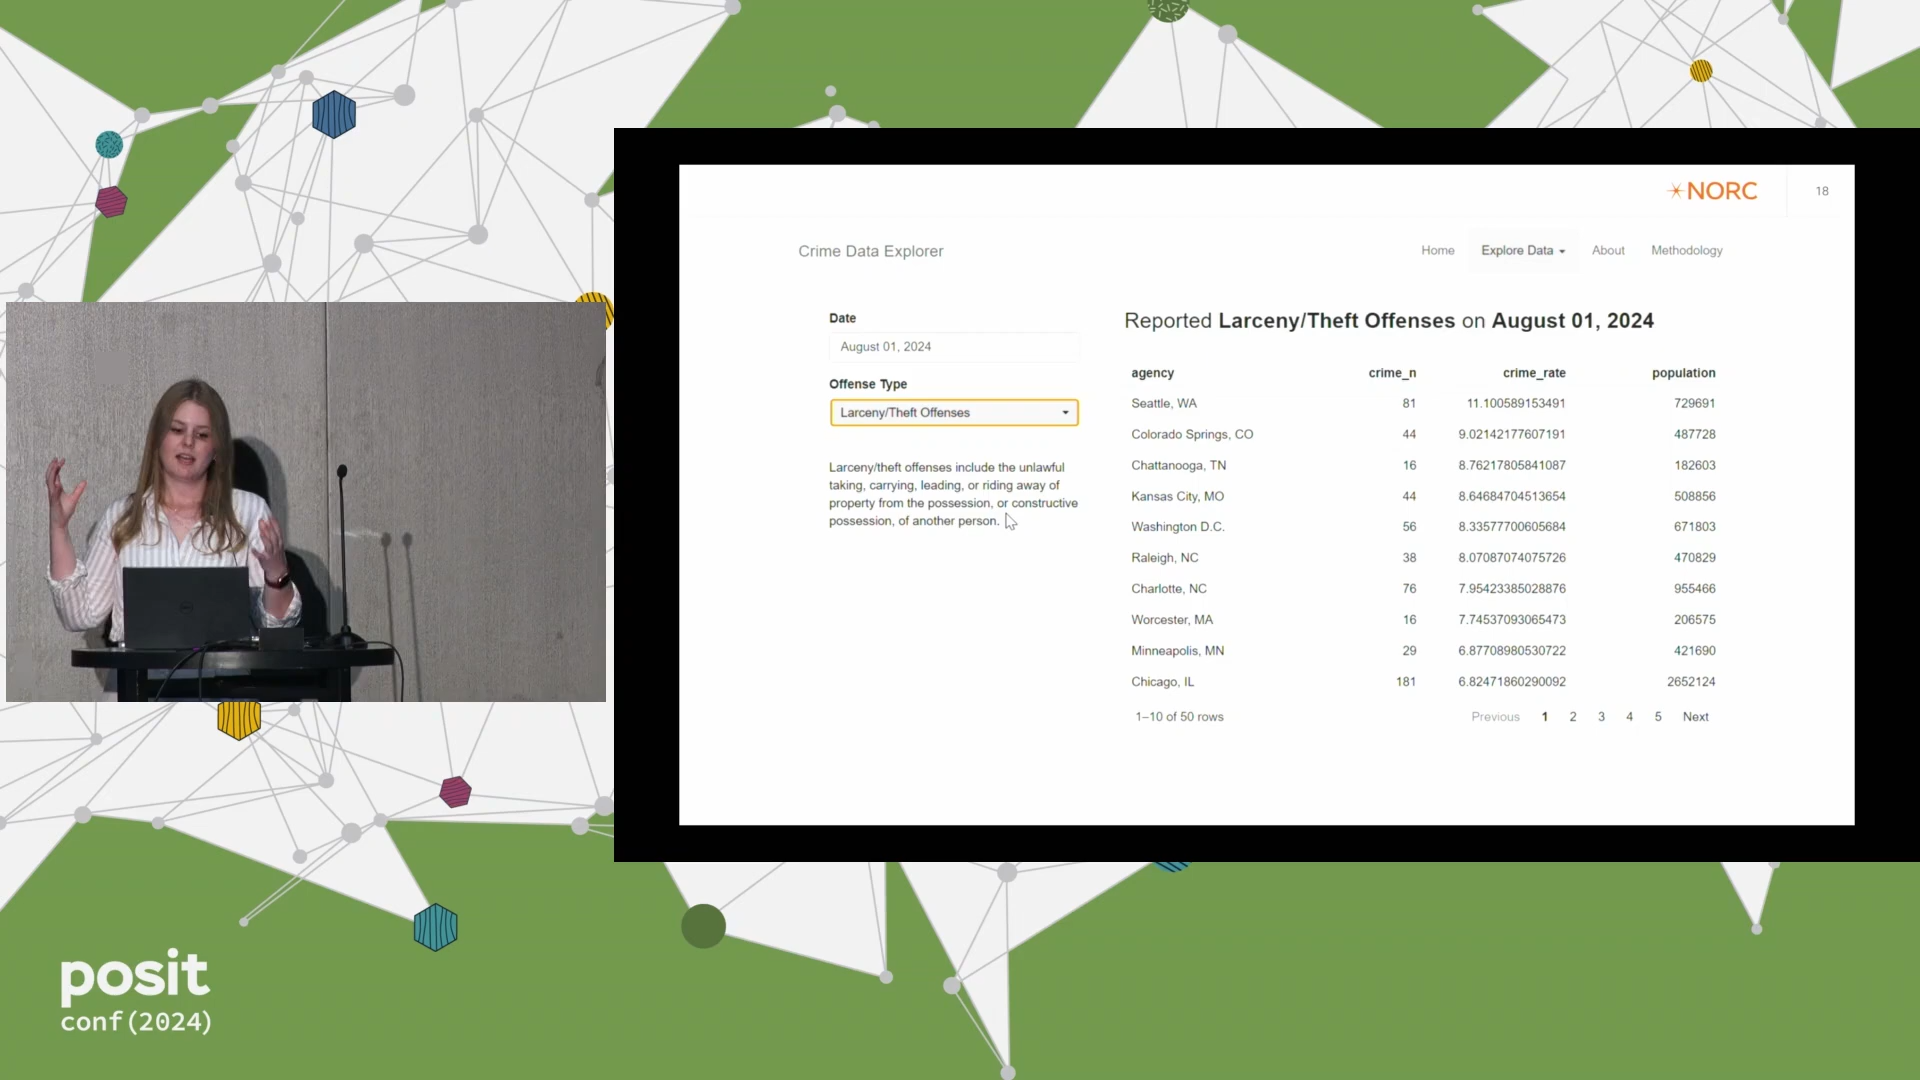 NORC
18
Crime Data Explorer
Home Explore Data About Methodology
Date
August 01, 2024
Offense Type
Larceny/Theft Offenses
Larceny/theft offenses include the unlawful
taking, carrying, leading, or riding away of
property from the possession, or constructive
possession, of another person.
Reported Larceny/Theft Offenses on August 01, 2024
agency crime_n crime_rate population
Seattle, WA 81 11.100589153491 729691
Colorado Springs, CO 44 9.02142177607191 487728
Chattanooga, TN 16 8.76217805841087 182603
Kansas City, MO 44 8.64684704513654 508856
Washington D.C. 56 8.33577700605684 671803
Raleigh, NC 38 8.07087074075726 470829
Charlotte, NC 76 7.95423385028876 955466
Worcester, MA 16 7.74537093065473 206575
Minneapolis, MN 29 6.87708980530722 421690
Chicago, IL 181 6.82471860290092 2652124
1–10 of 50 rows
Previous 1 2 3 4 5 Next
posit
conf(2024)